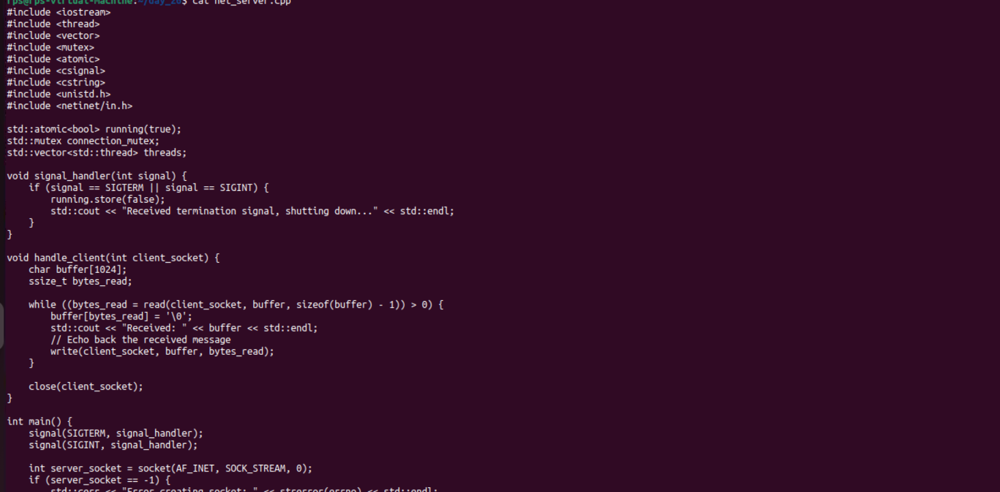 rps@rps-virtual-machine:~/day_20$ cat net_server.cpp
#include <iostream>
#include <thread>
#include <vector>
#include <mutex>
#include <atomic>
#include <csignal>
#include <cstring>
#include <unistd.h>
#include <netinet/in.h>

std::atomic<bool> running(true);
std::mutex connection_mutex;
std::vector<std::thread> threads;

void signal_handler(int signal) {
    if (signal == SIGTERM || signal == SIGINT) {
        running.store(false);
        std::cout << "Received termination signal, shutting down..." << std::endl;
    }
}

void handle_client(int client_socket) {
    char buffer[1024];
    ssize_t bytes_read;

    while ((bytes_read = read(client_socket, buffer, sizeof(buffer) - 1)) > 0) {
        buffer[bytes_read] = '\0';
        std::cout << "Received: " << buffer << std::endl;
        // Echo back the received message
        write(client_socket, buffer, bytes_read);
    }

    close(client_socket);
}

int main() {
    signal(SIGTERM, signal_handler);
    signal(SIGINT, signal_handler);

    int server_socket = socket(AF_INET, SOCK_STREAM, 0);
    if (server_socket == -1) {
        std::cerr << "Error creating socket: " << strerror(errno) << std::endl;